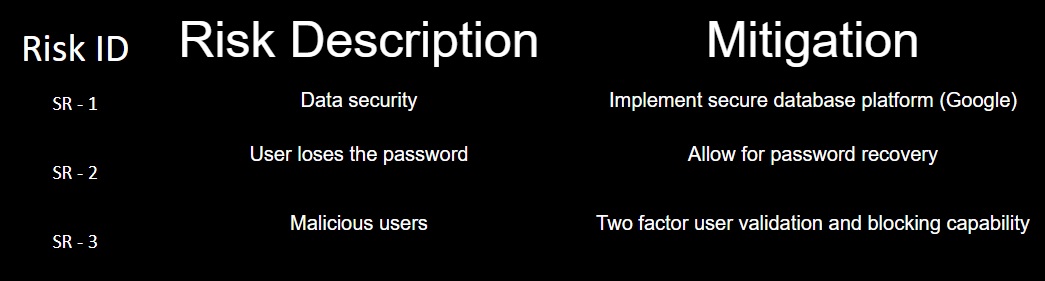 Risk ID Risk Description Mitigation
SR - 1 Data security Implement secure database platform (Google)
SR - 2 User loses the password Allow for password recovery
SR - 3 Malicious users Two factor user validation and blocking capability